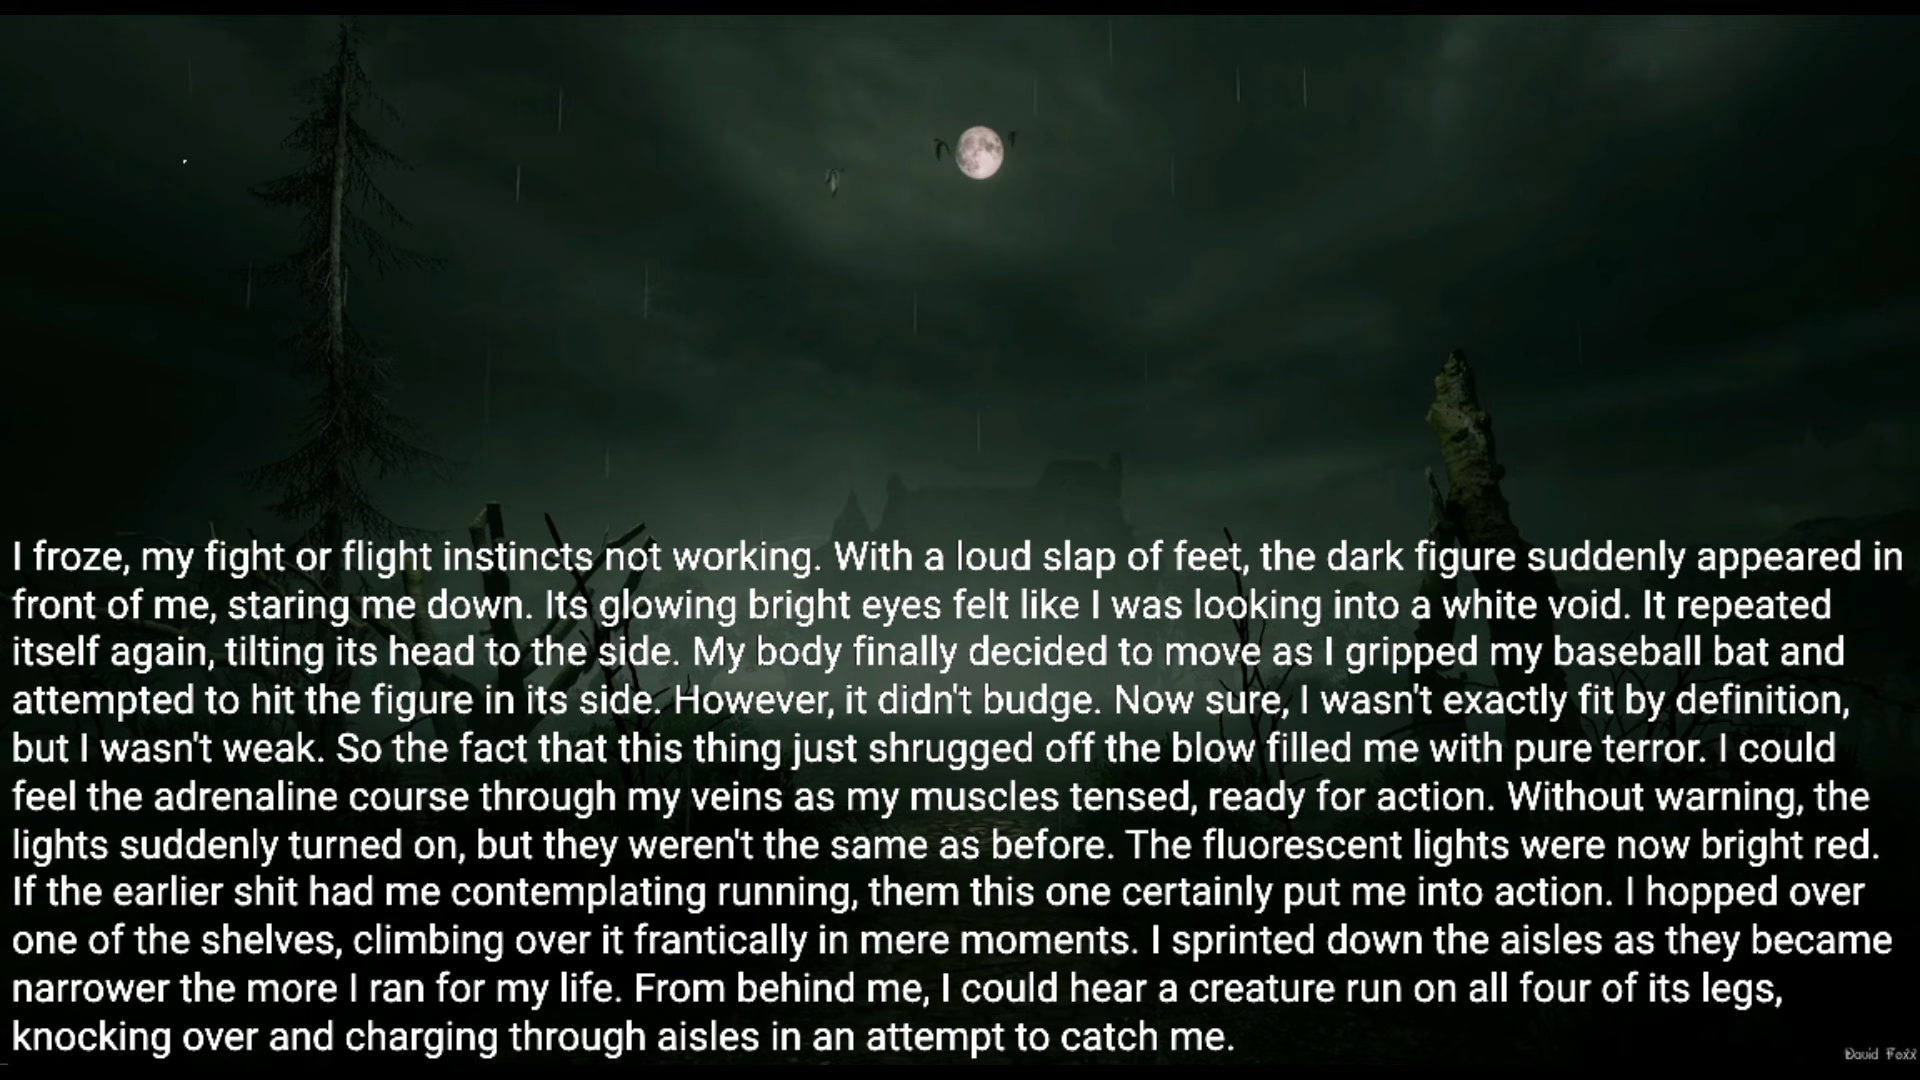 I froze, my fight or flight instincts not working. With a loud slap of feet, the dark figure suddenly appeared in
front of me, staring me down. Its glowing bright eyes felt like I was looking into a white void. It repeated
itself again, tilting its head to the side. My body finally decided to move as I gripped my baseball bat and
attempted to hit the figure in its side. However, it didn't budge. Now sure, I wasn't exactly fit by definition,
but I wasn't weak. So the fact that this thing just shrugged off the blow filled me with pure terror. I could
feel the adrenaline course through my veins as my muscles tensed, ready for action. Without warning, the
lights suddenly turned on, but they weren't the same as before. The fluorescent lights were now bright red.
If the earlier shit had me contemplating running, them this one certainly put me into action. I hopped over
one of the shelves, climbing over it frantically in mere moments. I sprinted down the aisles as they became
narrower the more I ran for my life. From behind me, I could hear a creature run on all four of its legs,
knocking over and charging through aisles in an attempt to catch me.
David Foxx